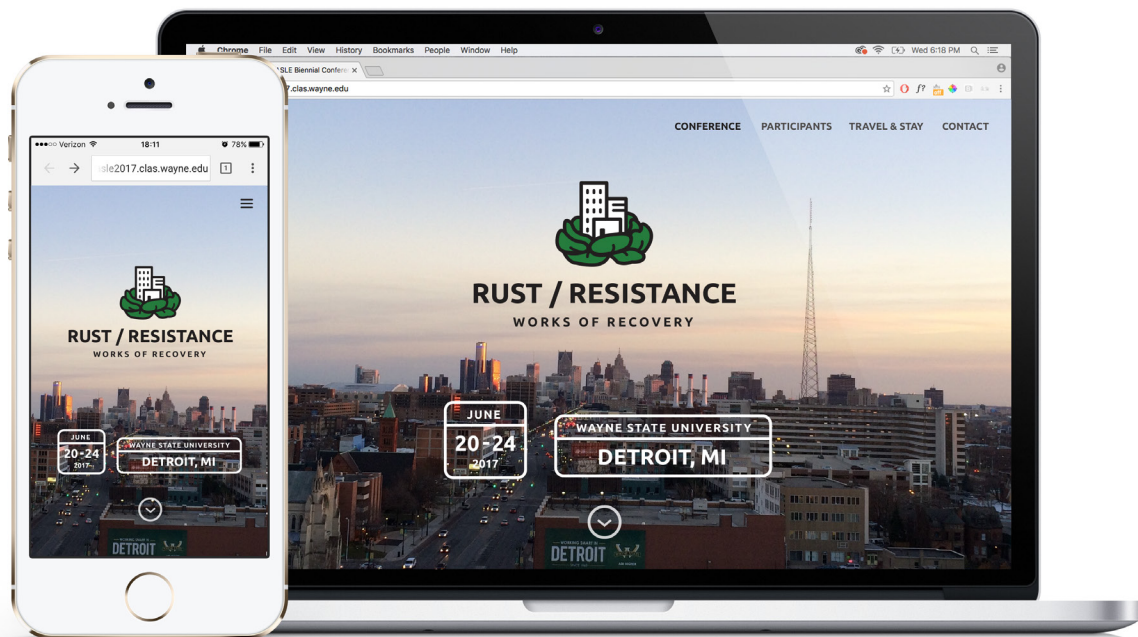 ●●●○○ Verizon 18:11 78%
sle2017.clas.wayne.edu 1
RUST / RESISTANCE
WORKS OF RECOVERY
JUNE
20-24
2017
WAYNE STATE UNIVERSITY
DETROIT, MI
DETROIT
Chrome File Edit View History Bookmarks People Window Help Wed 6:18 PM
SLE Biennial Confere
7.clas.wayne.edu
f?
CONFERENCE PARTICIPANTS TRAVEL & STAY CONTACT
RUST / RESISTANCE
WORKS OF RECOVERY
JUNE
20-24
2017
WAYNE STATE UNIVERSITY
DETROIT, MI
DETROIT